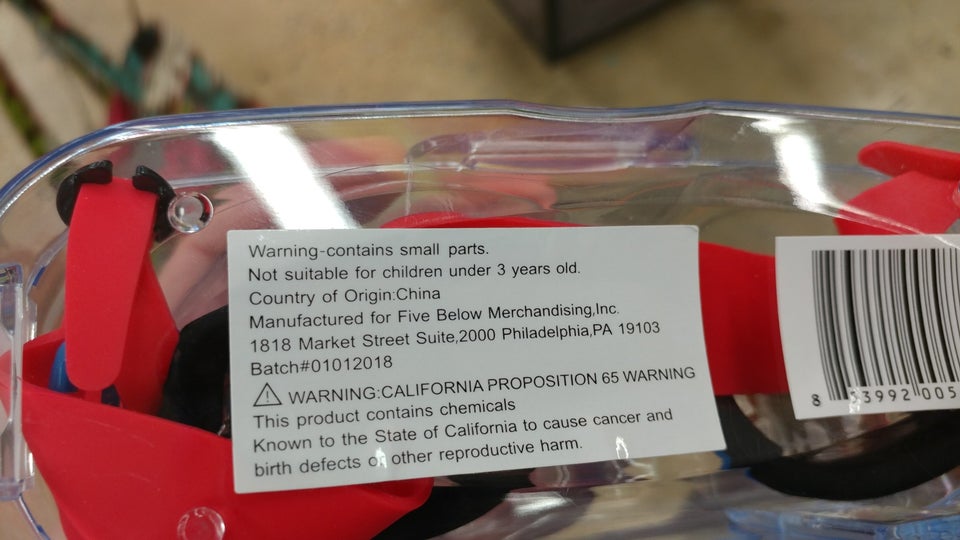 Warning-contains small parts.
Not suitable for children under 3 years old.
Country of Origin:China
Manufactured for Five Below Merchandising,Inc.
1818 Market Street Suite,2000 Philadelphia,PA 19103
Batch#01012018
WARNING:CALIFORNIA PROPOSITION 65 WARNING
This product contains chemicals
Known to the State of California to cause cancer and
birth defects or other reproductive harm.
8 53992 005